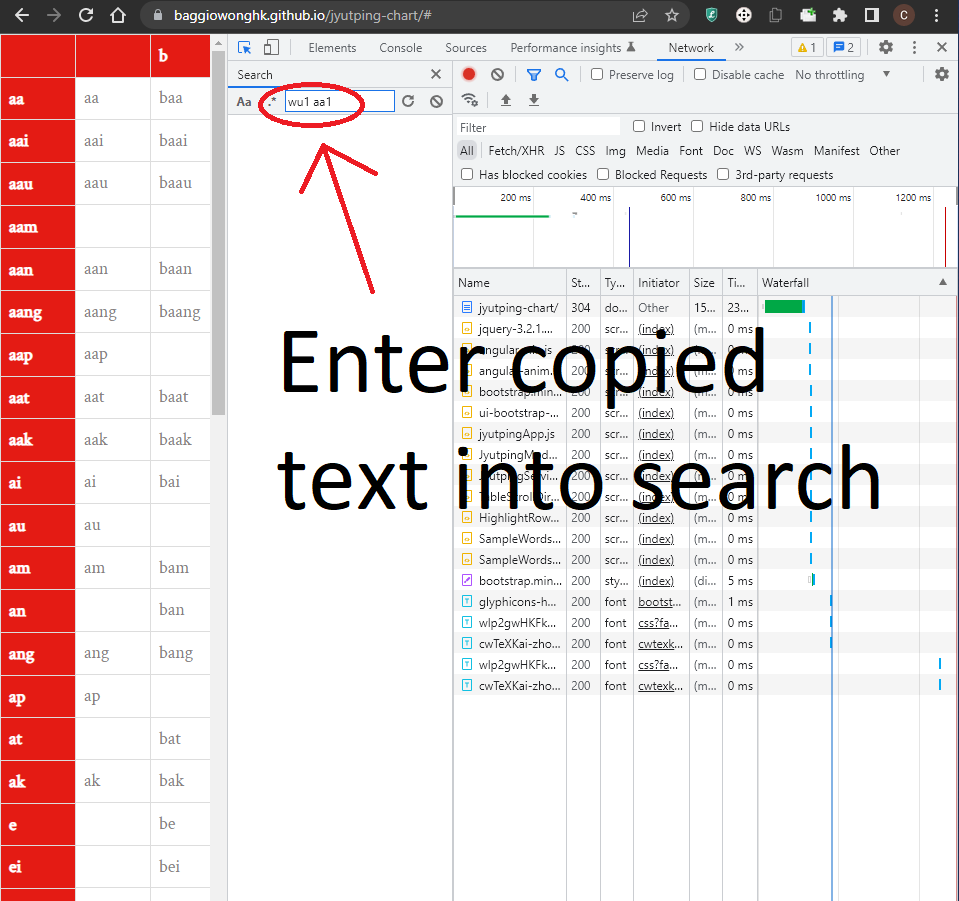 baggiowonghk.github.io/jyutping-chart/#
C
b
aa aa baa
aai aai baai
aau aau baau
aam
aan aan baan
aang aang baang
aap aap
aat aat baat
aak aak baak
ai ai bai
au au
am am bam
an ban
ang ang bang
ap ap
at bat
ak ak bak
e be
ei bei
Elements Console Sources Performance insights Network » 1 2
Search
Aa .* wu1 aa1
Preserve log Disable cache No throttling
Filter
Invert Hide data URLs
All Fetch/XHR JS CSS Img Media Font Doc WS Wasm Manifest Other
Has blocked cookies Blocked Requests 3rd-party requests
200 ms 400 ms 600 ms 800 ms 1000 ms 1200 ms
Name St... Ty... Initiator Size Ti... Waterfall
jyutping-chart/ 304 do... Other 15... 23...
jquery-3.2.1.... 200 scr... (index) (m... 0 ms
200 scr... (index) (m... 0 ms
angular-anim... 200 scr... (index) (m... 0 ms
bootstrap.min... 200 scr... (index) (m... 0 ms
ui-bootstrap-... 200 scr... (index) (m... 0 ms
jyutpingApp.js 200 scr... (index) (m... 0 ms
JyutpingMod... 200 scr... (index) (m... 0 ms
JyutpingServi... 200 scr... (index) (m... 0 ms
TableScrollDir... 200 scr... (index) (m... 0 ms
HighlightRow... 200 scr... (index) (m... 0 ms
SampleWords... 200 scr... (index) (m... 0 ms
SampleWords... 200 scr... (index) (m... 0 ms
bootstrap.min... 200 sty... (index) (di... 5 ms
glyphicons-h... 200 font bootst... (m... 1 ms
wlp2gwHKFk... 200 font css?fa... (m... 0 ms
cwTeXKai-zho... 200 font cwtexk... (m... 0 ms
wlp2gwHKFk... 200 font css?fa... (m... 0 ms
cwTeXKai-zho... 200 font cwtexk... (m... 0 ms
Enter copied
text into search